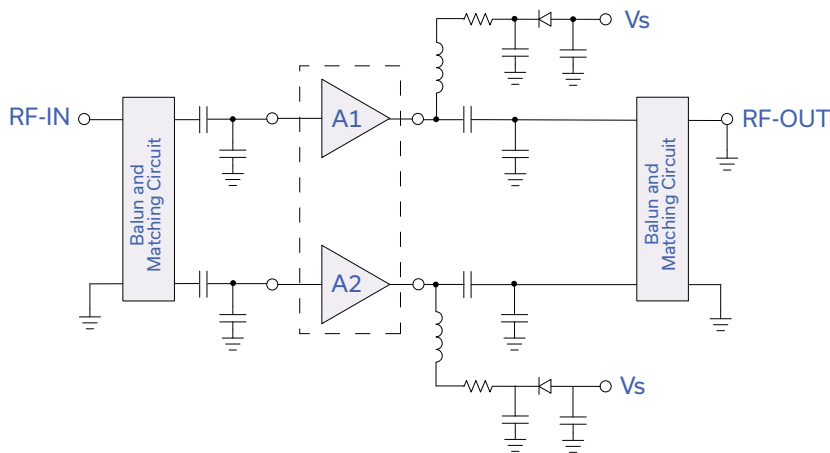 Vs
RF-IN
A1
RF-OUT
Balun and
Matching Circuit
Balun and
Matching Circuit
A2
Vs